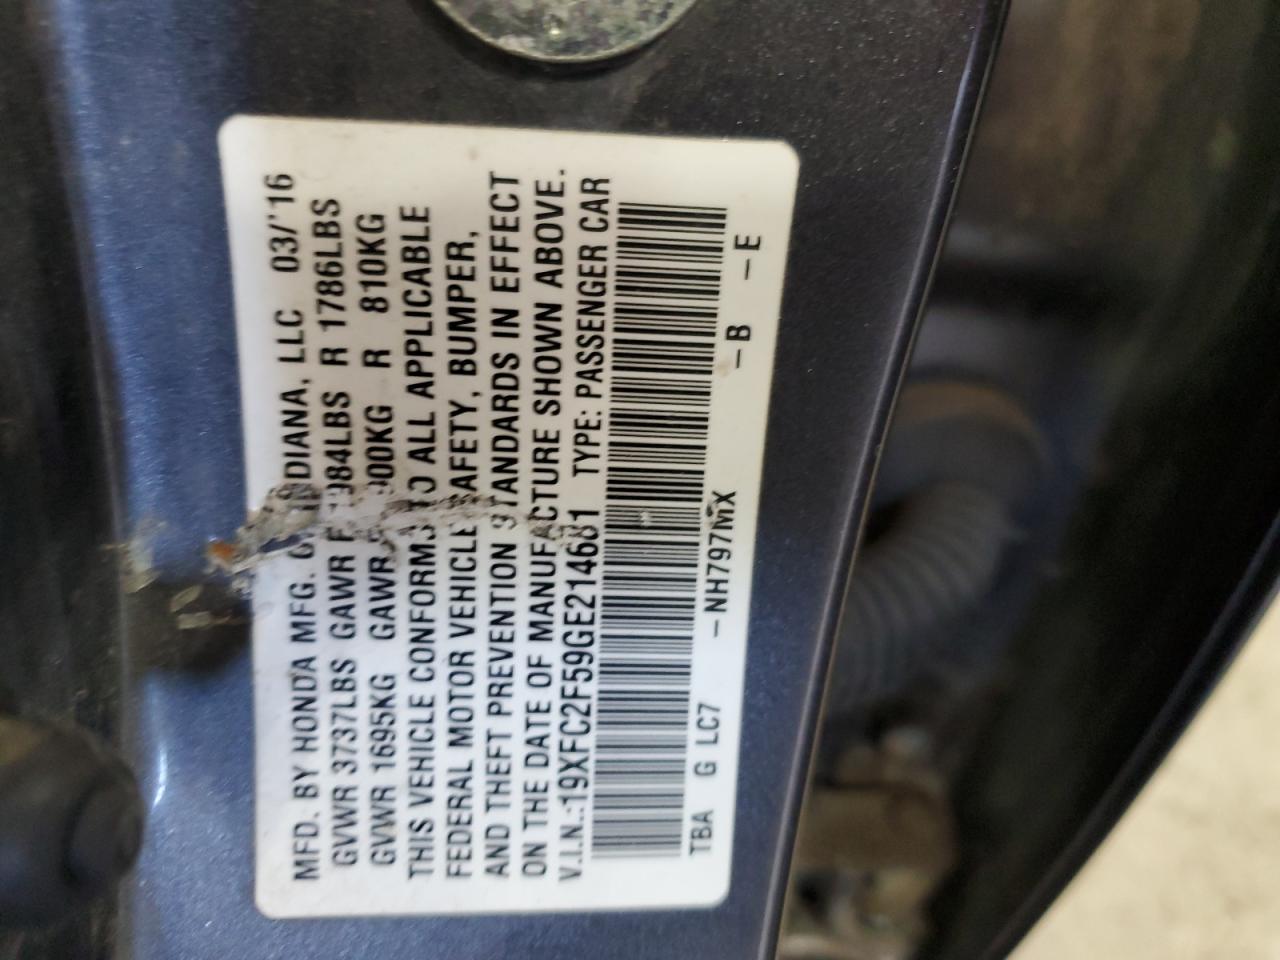 MFD. BY HONDA MFG. LLC 03/'16
GVWR 3737LBS GAWR R 1786LBS
GVWR 1695KG GAWR R 810KG
THIS VEHICLE CONFORMS TO ALL APPLICABLE
FEDERAL MOTOR VEHICLE SAFETY, BUMPER,
AND THEFT PREVENTION STANDARDS IN EFFECT
ON THE DATE OF MANUFACTURE SHOWN ABOVE.
V.I.N.:19XFC2F59GE214681 TYPE: PASSENGER CAR
TBA G LC7 -NH797MX -B -E